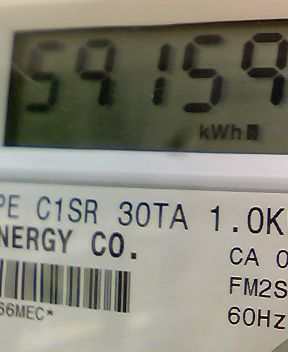 59159
kWh
PE C1SR 30TA 1.0K
NERGY CO.
CA 0
FM2S
66MEC*
60Hz